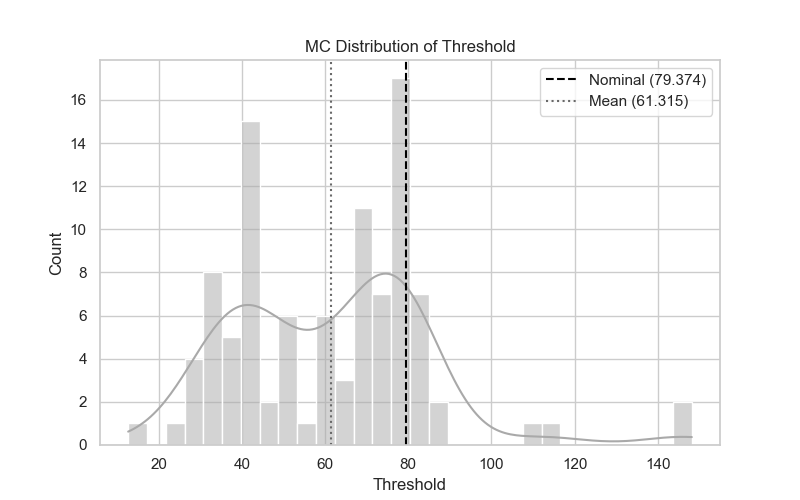 MC Distribution of Threshold
Nominal (79.374)
Mean (61.315)
Count
16
14
12
10
8
6
4
2
0
20 40 60 80 100 120 140
Threshold